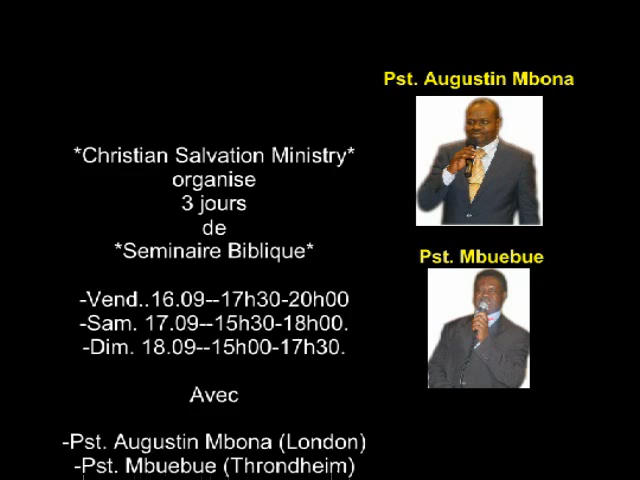 Pst. Augustin Mbona
*Christian Salvation Ministry*
organise
3 jours
de
*Seminaire Biblique*
Pst. Mbuebue
-Vend..16.09--17h30-20h00
-Sam. 17.09--15h30-18h00.
-Dim. 18.09--15h00-17h30.
Avec
-Pst. Augustin Mbona (London)
-Pst. Mbuebue (Throndheim)